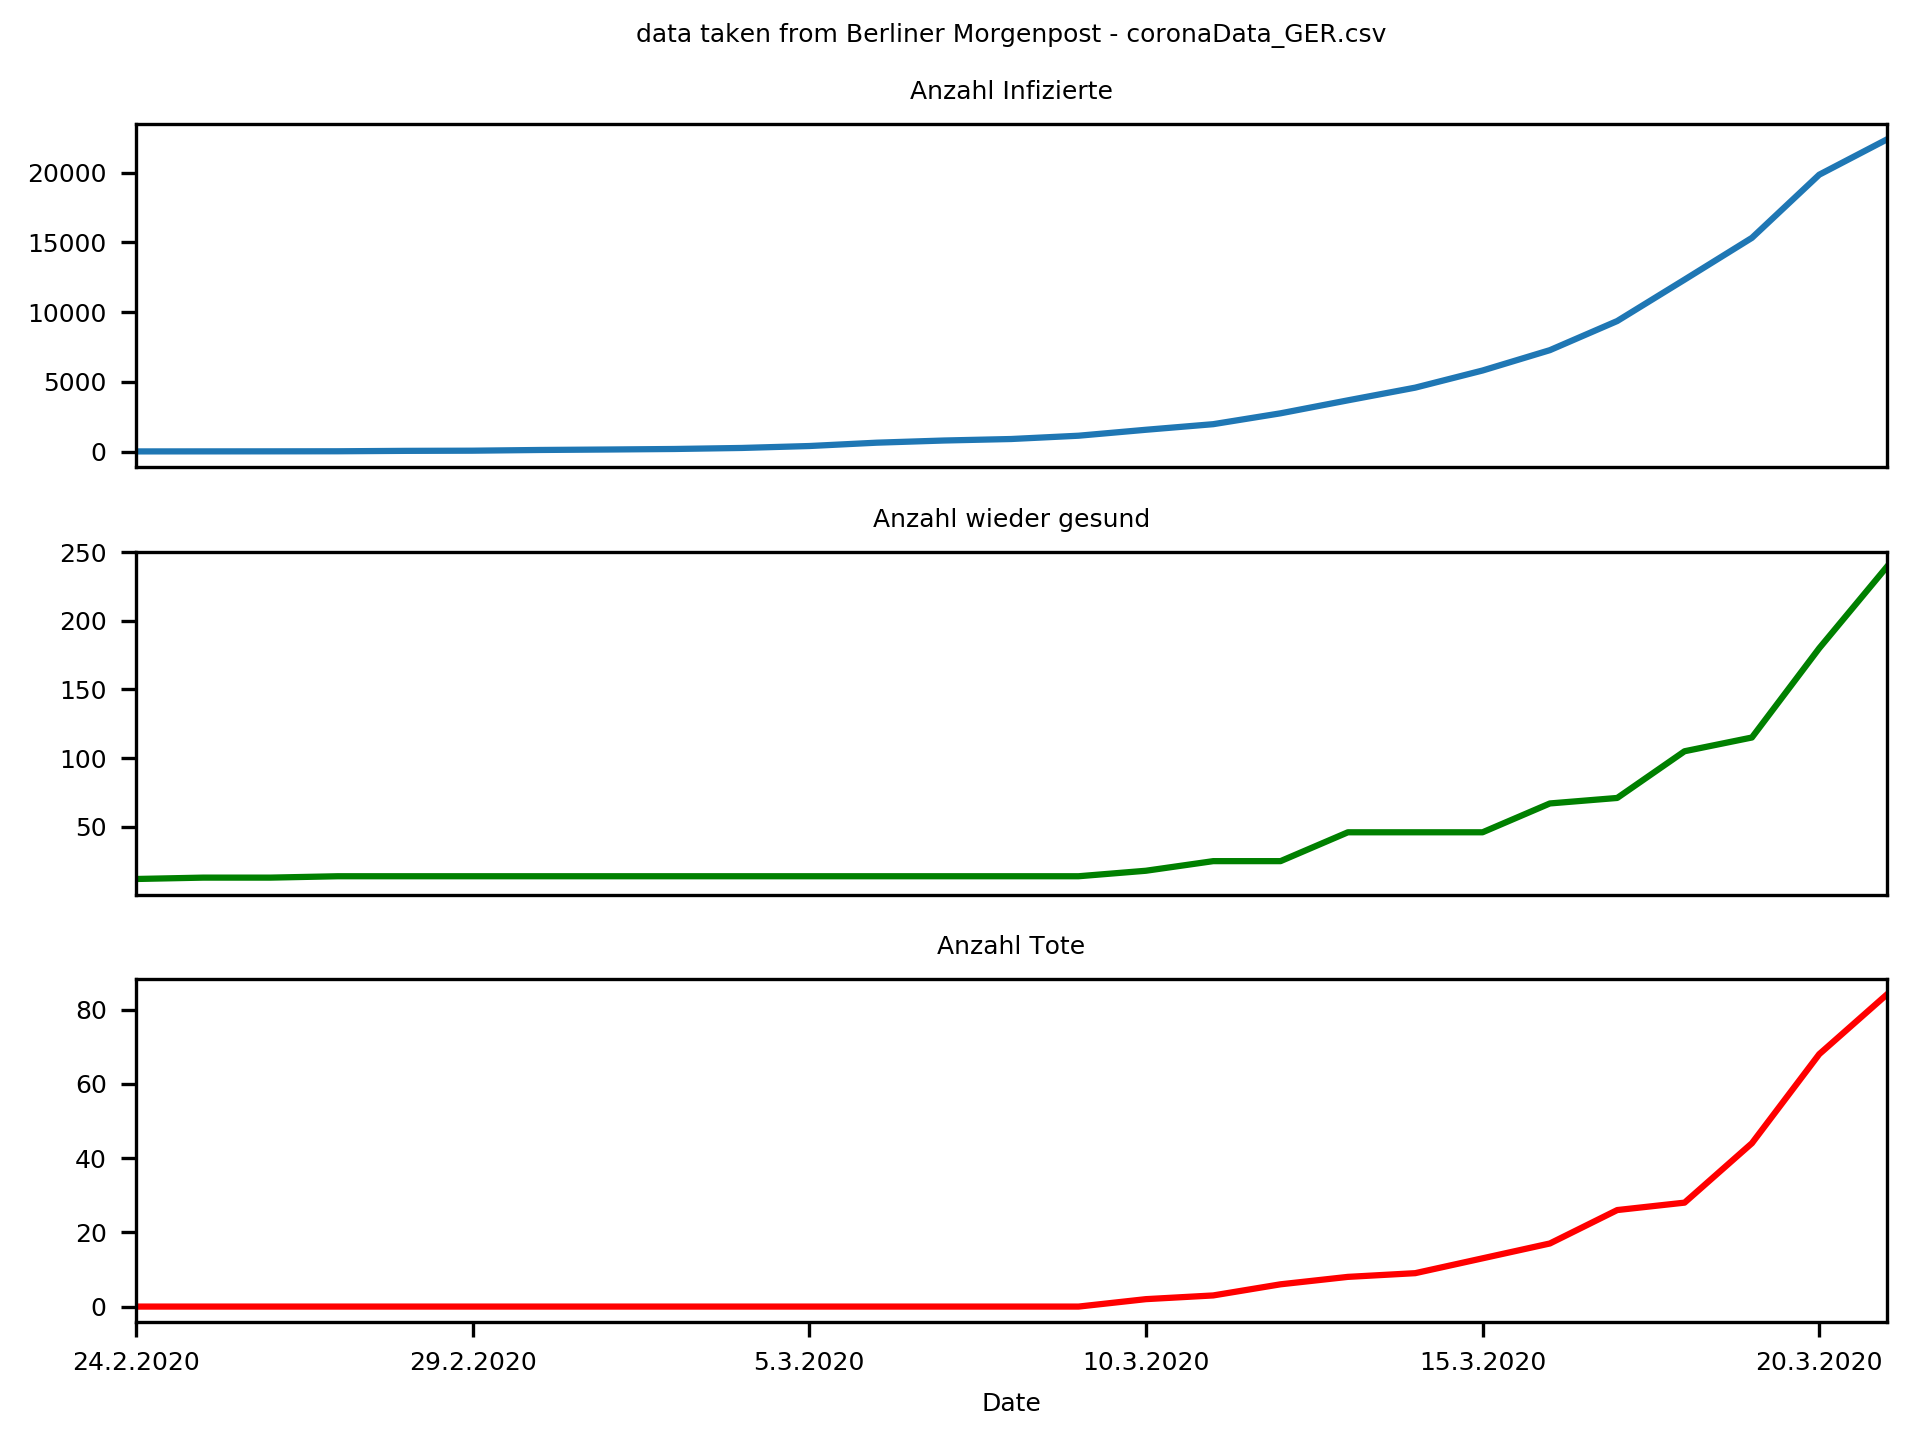 data taken from Berliner Morgenpost - coronaData_GER.csv
Anzahl Infizierte
20000
15000
10000
5000
0
Anzahl wieder gesund
250
200
150
100
50
Anzahl Tote
80
60
40
20
0
24.2.2020 29.2.2020 5.3.2020 10.3.2020 15.3.2020 20.3.2020
Date